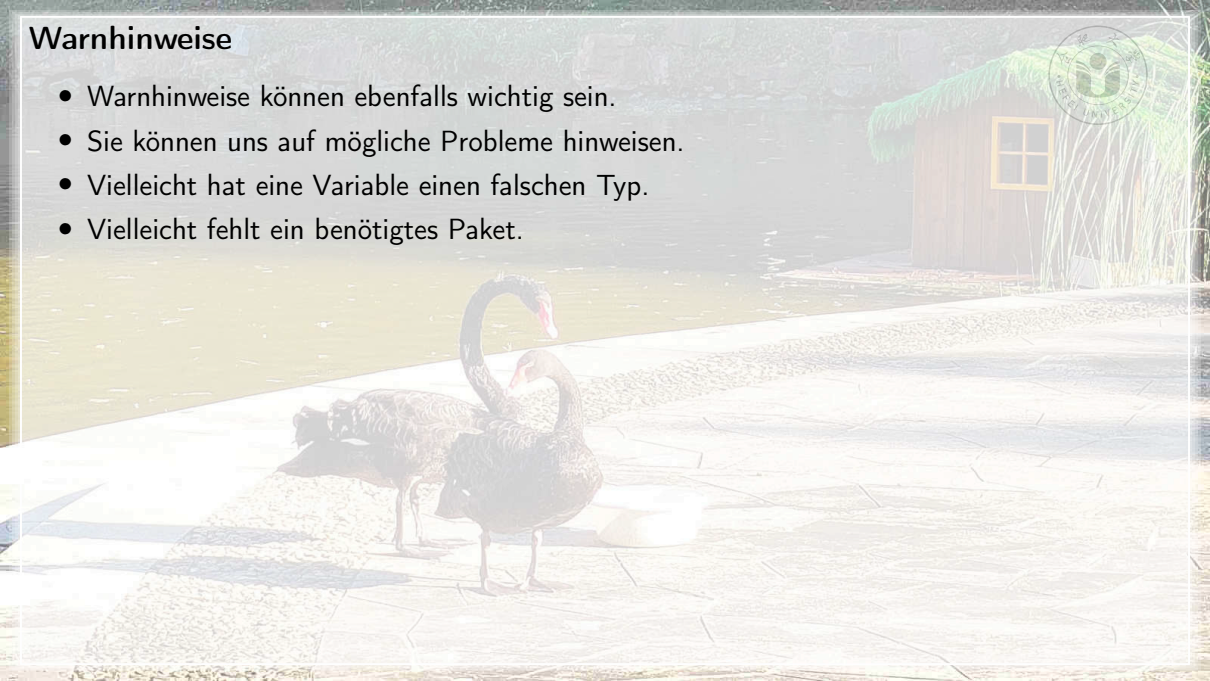 Warnhinweise
• Warnhinweise können ebenfalls wichtig sein.
• Sie können uns auf mögliche Probleme hinweisen.
• Vielleicht hat eine Variable einen falschen Typ.
• Vielleicht fehlt ein benötigtes Paket.